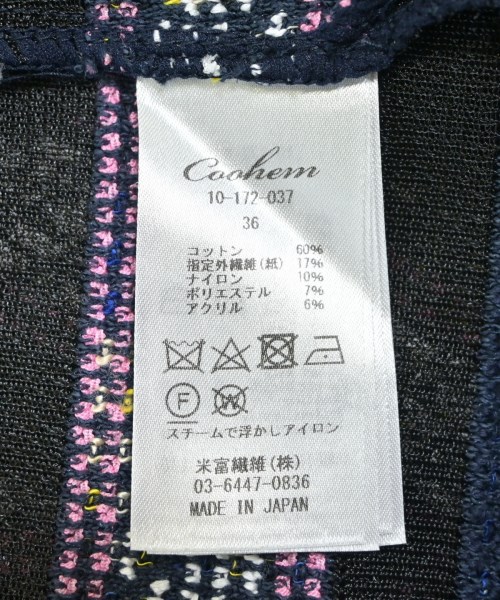 Coohem
10-172-037
36
コットン 60%
指定外繊維(紙) 17%
ナイロン 10%
ポリエステル 7%
アクリル 6%
F W
スチームで浮かしアイロン
米富繊維(株)
03-6447-0836
MADE IN JAPAN